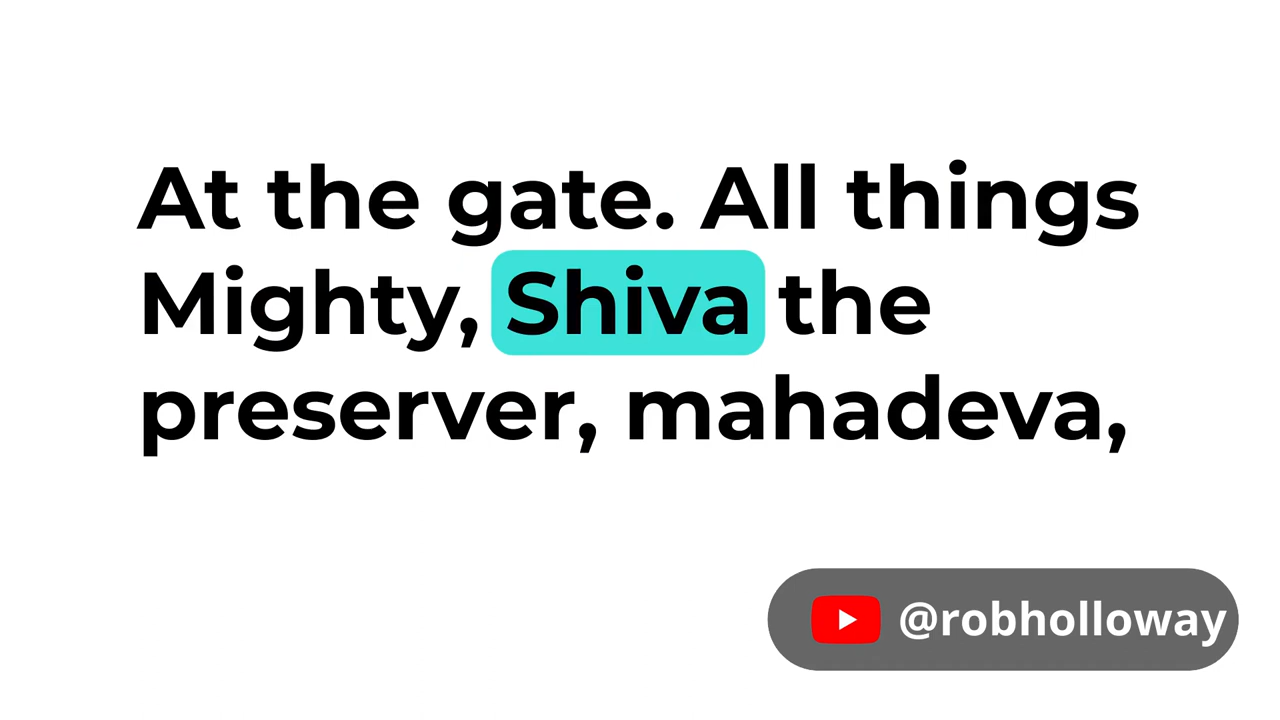 At the gate. All things
Mighty, Shiva the
preserver, mahadeva,
@robholloway